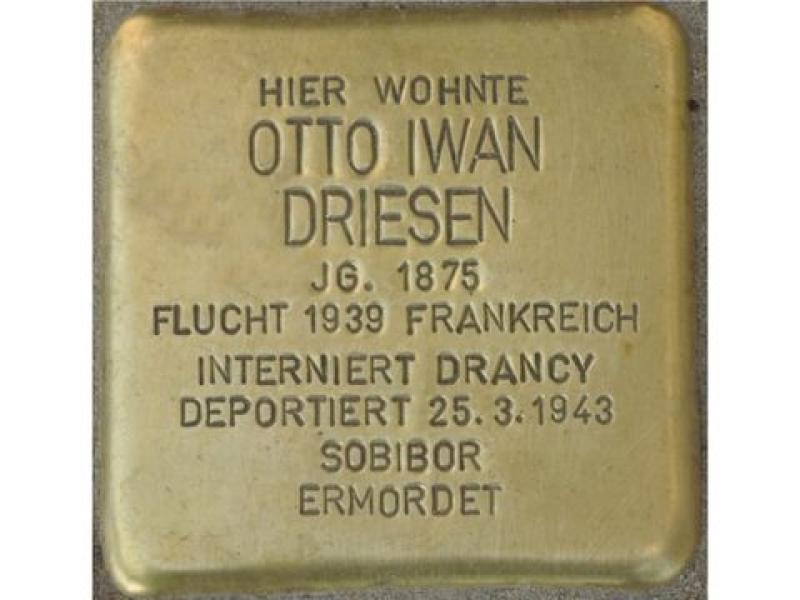 HIER WOHNTE
OTTO IWAN
DRIESEN
JG. 1875
FLUCHT 1939 FRANKREICH
INTERNIERT DRANCY
DEPORTIERT 25.3.1943
SOBIBOR
ERMORDET